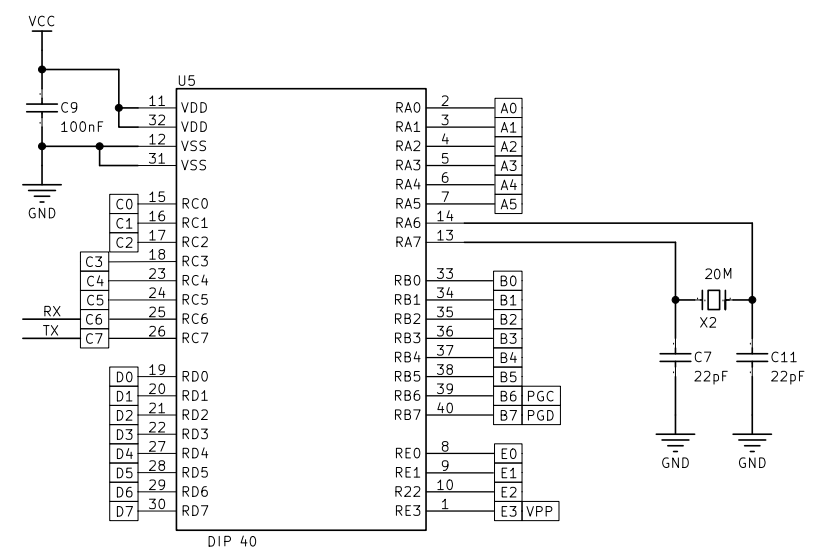 VCC
U5
C9
100nF
GND
11 VDD
32 VDD
12 VSS
31 VSS
C0 15 RC0
C1 16 RC1
C2 17 RC2
C3 18 RC3
C4 23 RC4
C5 24 RC5
RX C6 25 RC6
TX C7 26 RC7
D0 19 RD0
D1 20 RD1
D2 21 RD2
D3 22 RD3
D4 27 RD4
D5 28 RD5
D6 29 RD6
D7 30 RD7
RA0 2 A0
RA1 3 A1
RA2 4 A2
RA3 5 A3
RA4 6 A4
RA5 7 A5
RA6 14
RA7 13
RB0 33 B0
RB1 34 B1
RB2 35 B2
RB3 36 B3
RB4 37 B4
RB5 38 B5
RB6 39 B6 PGC
RB7 40 B7 PGD
RE0 8 E0
RE1 9 E1
R22 10 E2
RE3 1 E3 VPP
DIP 40
20M
X2
C7
22pF
C11
22pF
GND
GND